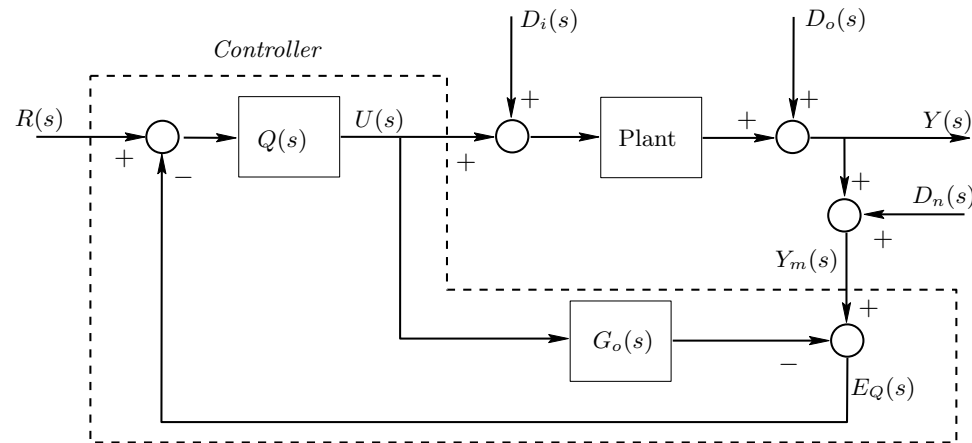 D_i(s)
D_o(s)
Controller
R(s)
+
−
Q(s)
U(s)
+
+
Plant
+
+
Y(s)
+
D_n(s)
+
Y_m(s)
+
G_o(s)
−
E_Q(s)